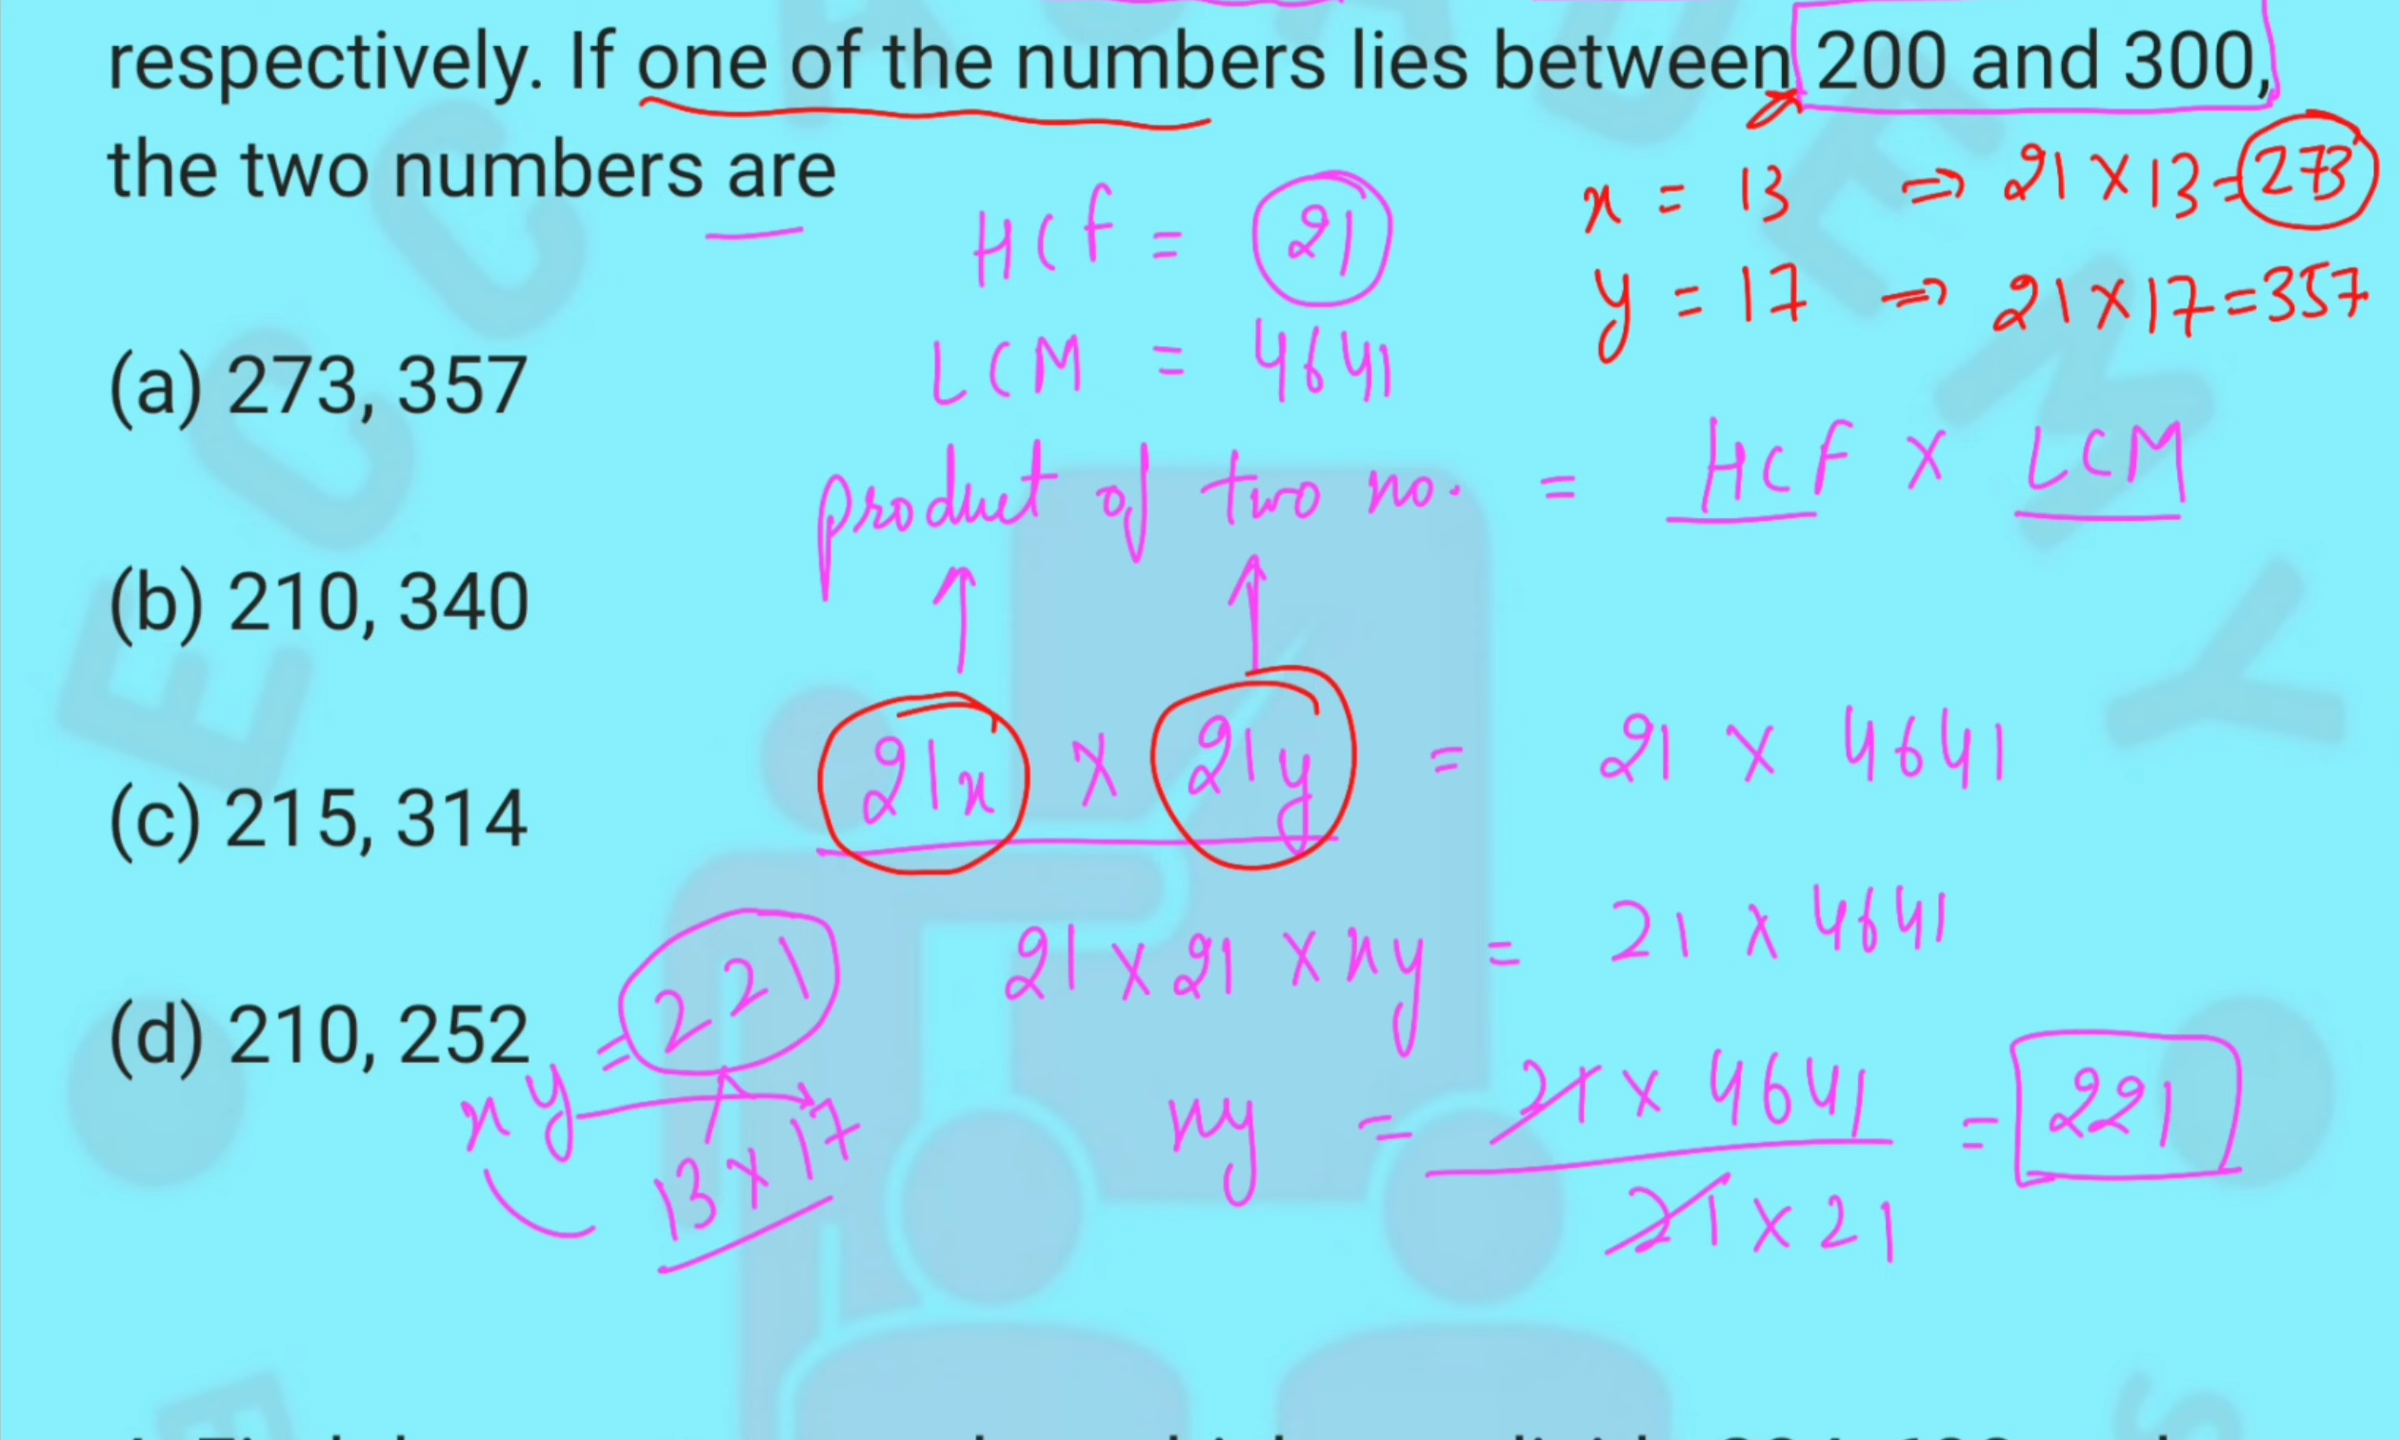 respectively. If one of the numbers lies between 200 and 300,
the two numbers are
x = 13 ⇒ 21 × 13 = 273
HCF = 21
y = 17 ⇒ 21 × 17 = 357
LCM = 4641
(a) 273, 357
product of two no. = HCF × LCM
(b) 210, 340
21x × 21y = 21 × 4641
(c) 215, 314
21 × 21 × xy = 21 × 4641
(d) 210, 252
xy = 221
13 × 17
xy = 21 × 4641 / 21 × 21 = 221
ECC ACADEMY